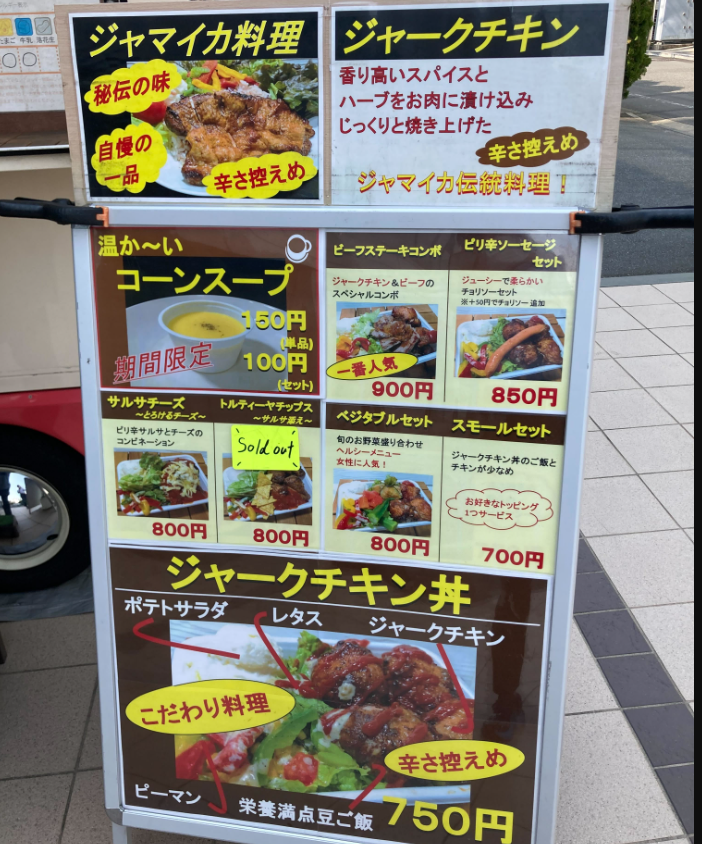 たまご 牛乳 落花生
ジャマイカ料理
秘伝の味
自慢の
一品
辛さ控えめ
ジャークチキン
香り高いスパイスと
ハーブをお肉に漬け込み
じっくりと焼き上げた
辛さ控えめ
ジャマイカ伝統料理！
温か～い
コーンスープ
150円
(単品)
期間限定
100円
(セット)
ビーフステーキコンボ
ジャークチキン＆ビーフの
スペシャルコンボ
一番人気
900円
ピリ辛ソーセージ
セット
ジューシーで柔らかい
チョリソーセット
※＋50円でチョリソー追加
850円
サルサチーズ
～とろけるチーズ～
ピリ辛サルサとチーズの
コンビネーション
800円
トルティーヤチップス
～サルサ添え～
Sold out
800円
ベジタブルセット
旬のお野菜盛り合わせ
ヘルシーメニュー
女性に人気！
800円
スモールセット
ジャークチキン丼のご飯と
チキンが少なめ
お好きなトッピング
1つサービス
700円
ジャークチキン丼
ポテトサラダ レタス ジャークチキン
こだわり料理
辛さ控えめ
ピーマン 栄養満点豆ご飯 750円